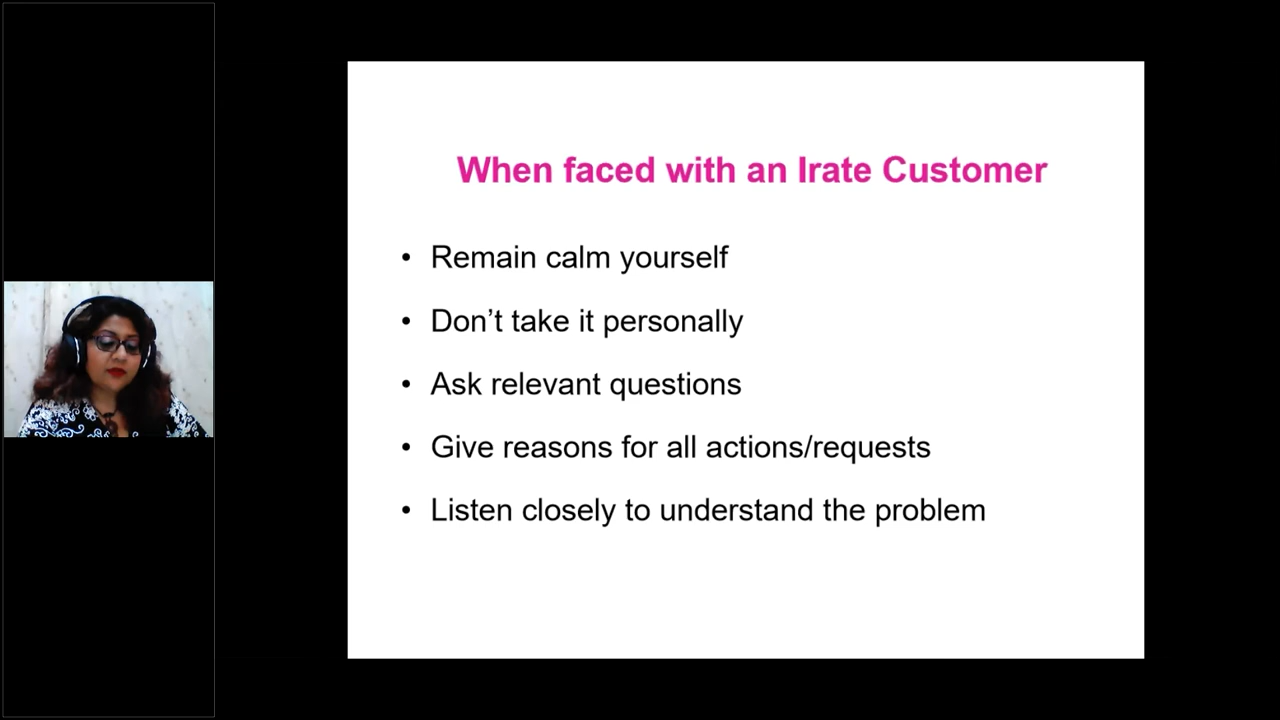 When faced with an Irate Customer
• Remain calm yourself
• Don’t take it personally
• Ask relevant questions
• Give reasons for all actions/requests
• Listen closely to understand the problem